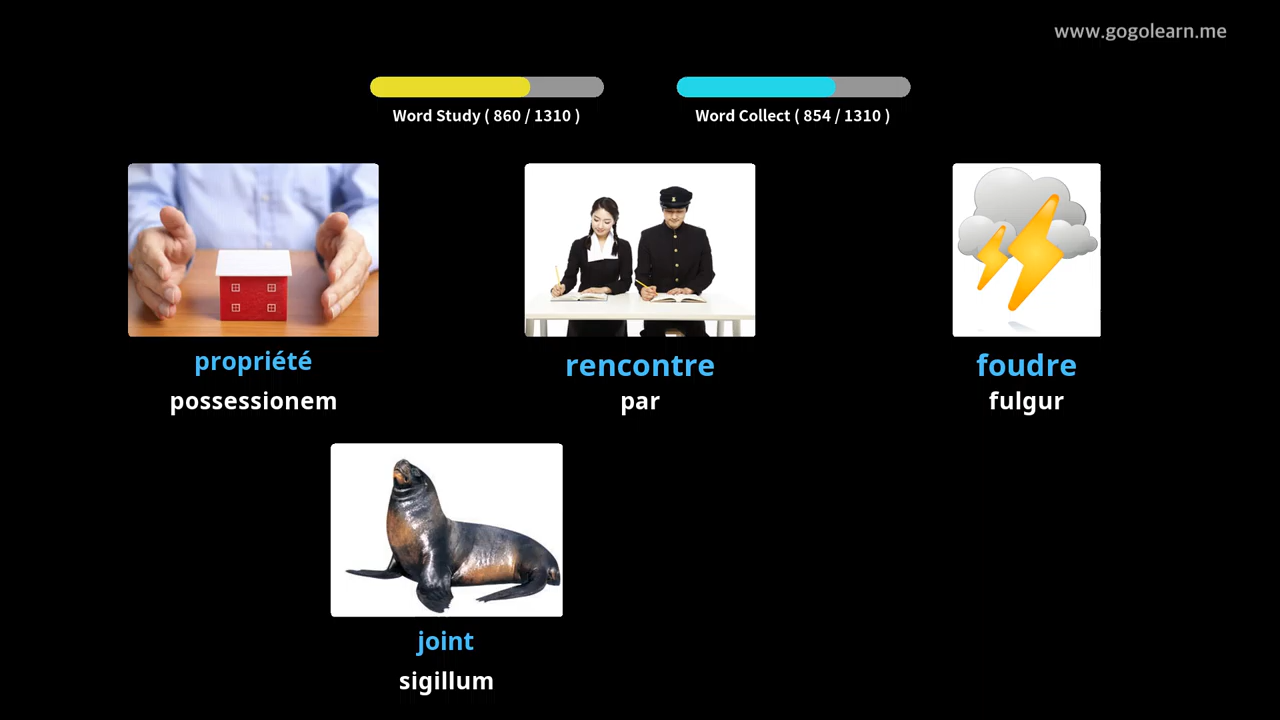 www.gogolearn.me
Word Study ( 860 / 1310 )
Word Collect ( 854 / 1310 )
propriété
rencontre
foudre
possessionem
par
fulgur
joint
sigillum